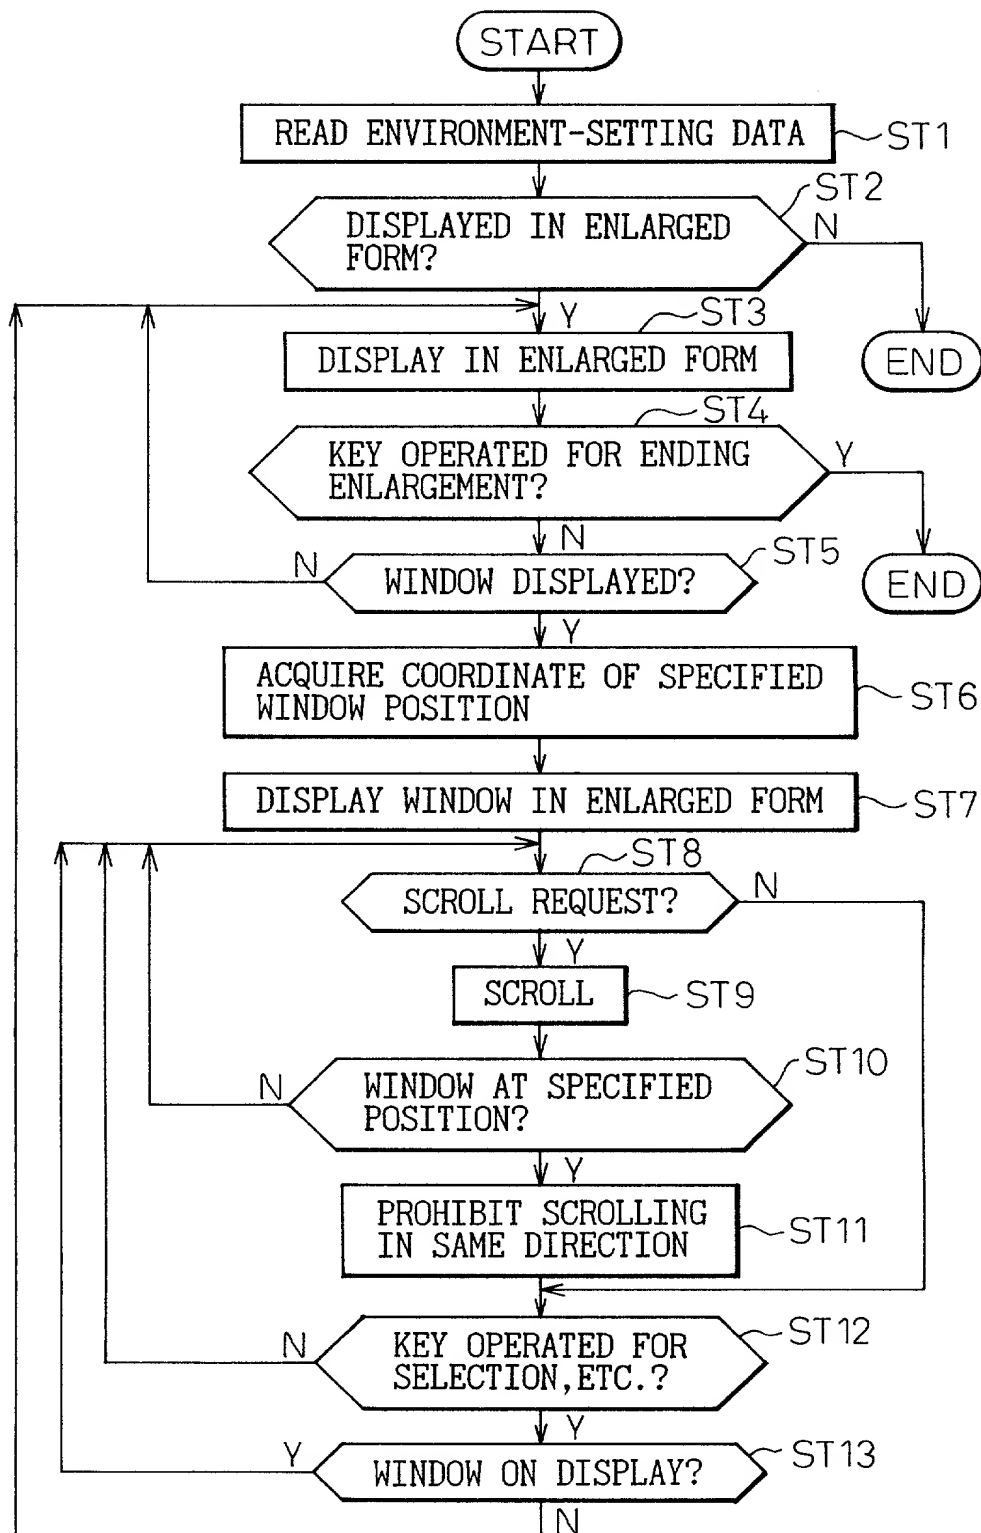 START
READ ENVIRONMENT-SETTING DATA
ST1
ST2
DISPLAYED IN ENLARGED
FORM?
N
Y
ST3
DISPLAY IN ENLARGED FORM
END
ST4
KEY OPERATED FOR ENDING
ENLARGEMENT?
Y
N
ST5
N
WINDOW DISPLAYED?
END
Y
ACQUIRE COORDINATE OF SPECIFIED
WINDOW POSITION
ST6
DISPLAY WINDOW IN ENLARGED FORM
ST7
ST8
SCROLL REQUEST?
N
Y
SCROLL
ST9
ST10
N
WINDOW AT SPECIFIED
POSITION?
Y
PROHIBIT SCROLLING
IN SAME DIRECTION
ST11
ST12
N
KEY OPERATED FOR
SELECTION,ETC.?
Y
ST13
Y
WINDOW ON DISPLAY?
N